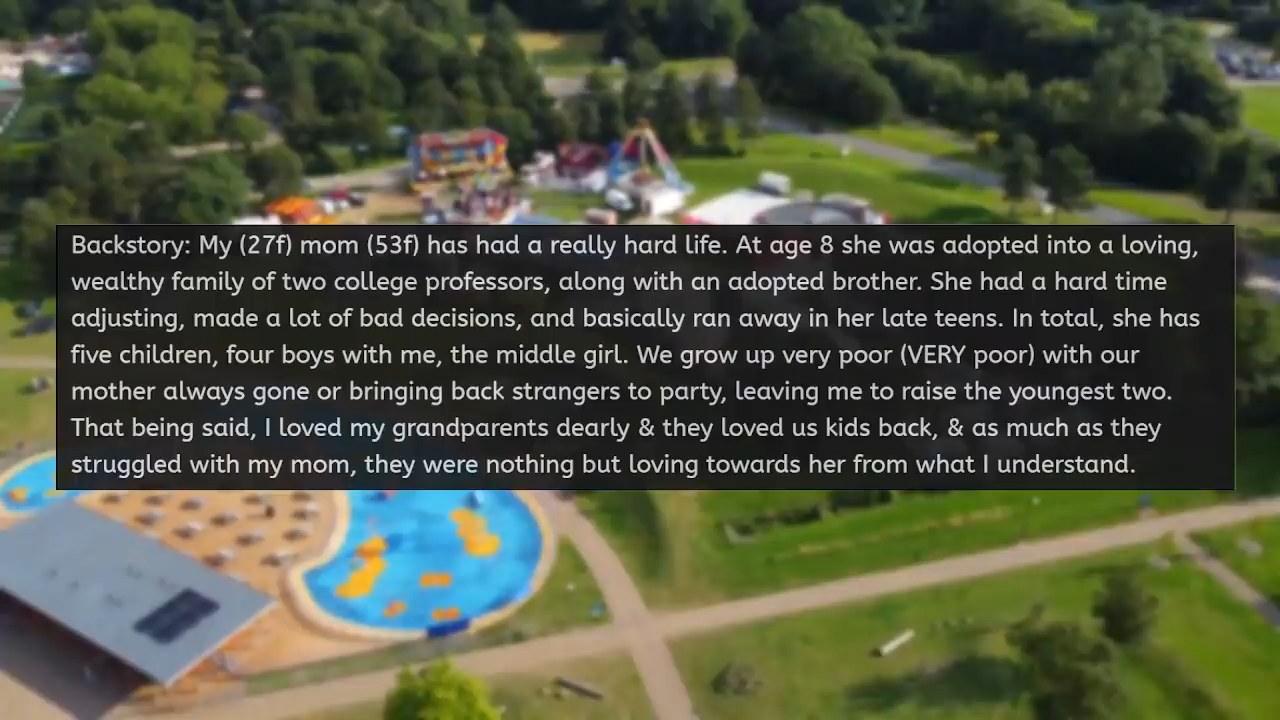 Backstory: My (27f) mom (53f) has had a really hard life. At age 8 she was adopted into a loving,
wealthy family of two college professors, along with an adopted brother. She had a hard time
adjusting, made a lot of bad decisions, and basically ran away in her late teens. In total, she has
five children, four boys with me, the middle girl. We grow up very poor (VERY poor) with our
mother always gone or bringing back strangers to party, leaving me to raise the youngest two.
That being said, I loved my grandparents dearly & they loved us kids back, & as much as they
struggled with my mom, they were nothing but loving towards her from what I understand.